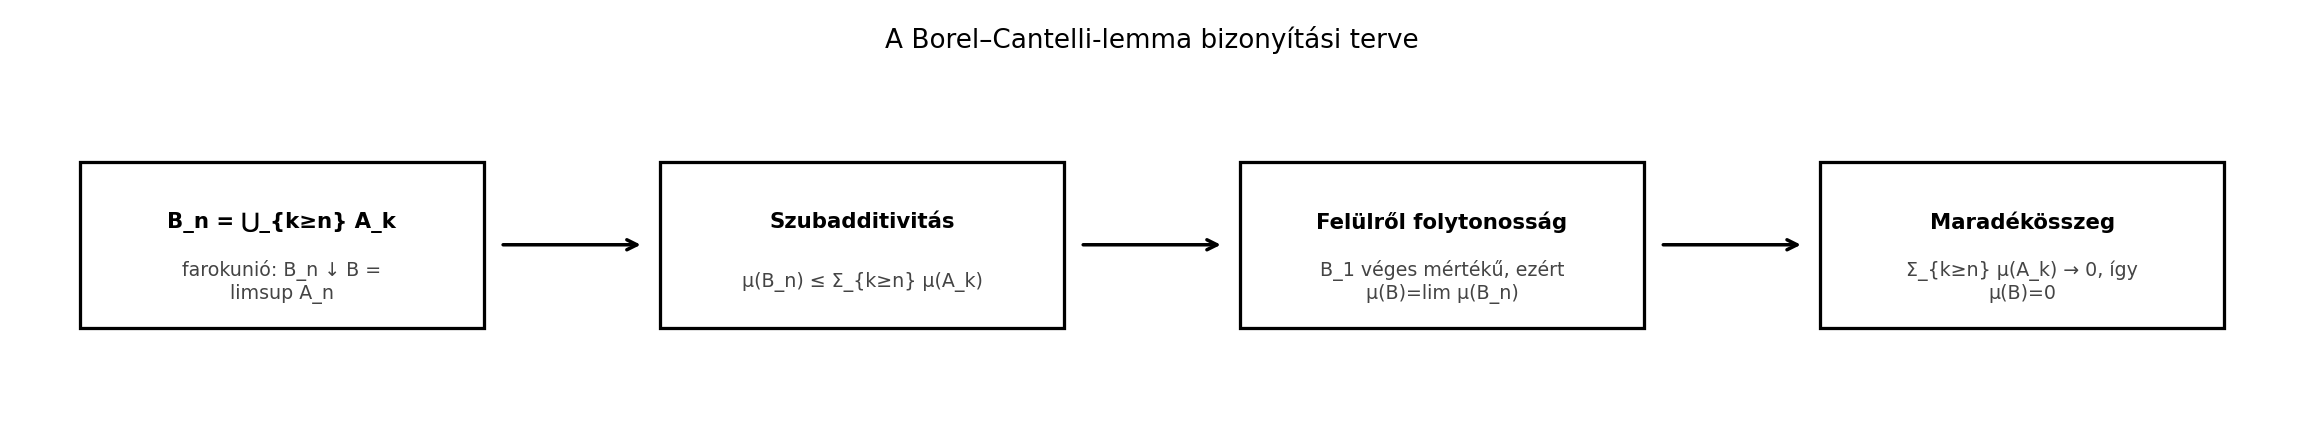 A Borel–Cantelli-lemma bizonyítási terve
B_n = ⋃_{k≥n} A_k
farokunió: B_n ↓ B =
limsup A_n
Szubadditivitás
μ(B_n) ≤ Σ_{k≥n} μ(A_k)
Felülről folytonosság
B_1 véges mértékű, ezért
μ(B)=lim μ(B_n)
Maradékösszeg
Σ_{k≥n} μ(A_k) → 0, így
μ(B)=0